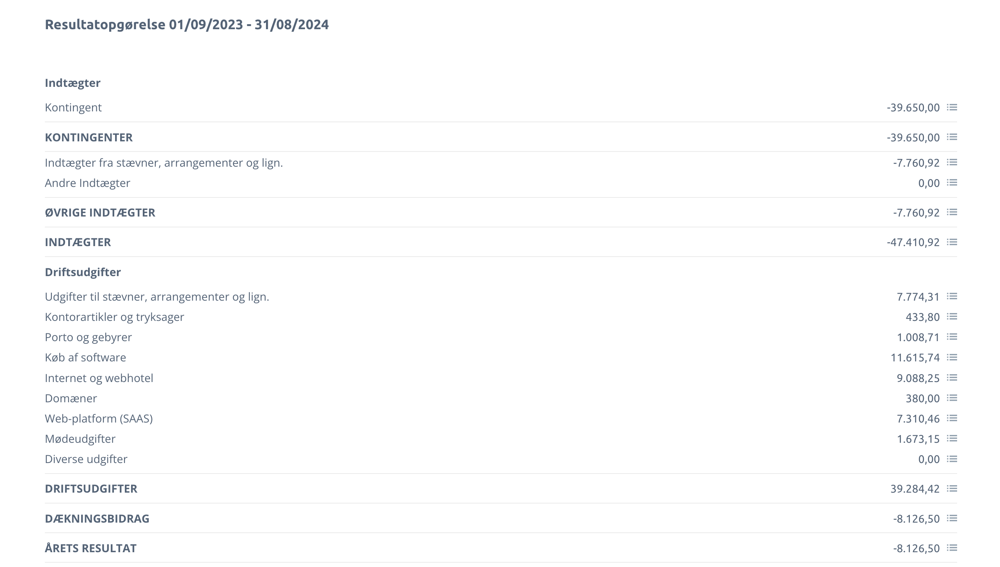 Resultatopgørelse 01/09/2023 - 31/08/2024
Indtægter
Kontingent -39.650,00
KONTINGENTER -39.650,00
Indtægter fra stævner, arrangementer og lign. -7.760,92
Andre Indtægter 0,00
ØVRIGE INDTÆGTER -7.760,92
INDTÆGTER -47.410,92
Driftsudgifter
Udgifter til stævner, arrangementer og lign. 7.774,31
Kontorartikler og tryksager 433,80
Porto og gebyrer 1.008,71
Køb af software 11.615,74
Internet og webhotel 9.088,25
Domæner 380,00
Web-platform (SAAS) 7.310,46
Mødeudgifter 1.673,15
Diverse udgifter 0,00
DRIFTSUDGIFTER 39.284,42
DÆKNINGSBIDRAG -8.126,50
ÅRETS RESULTAT -8.126,50